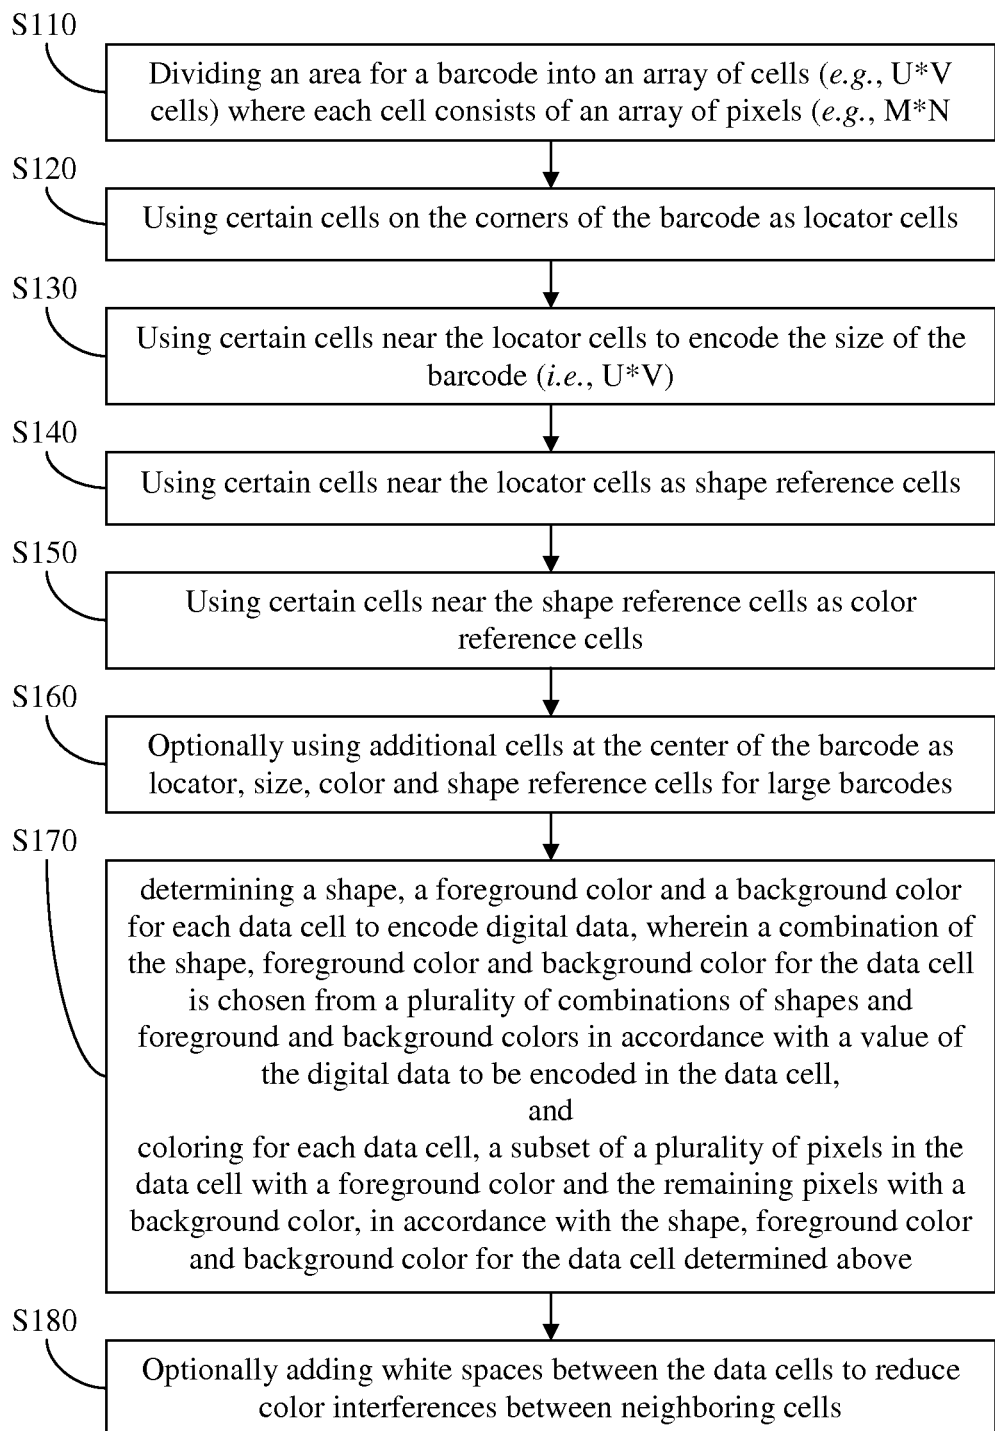 S110
Dividing an area for a barcode into an array of cells (e.g., U*V
cells) where each cell consists of an array of pixels (e.g., M*N
S120
Using certain cells on the corners of the barcode as locator cells
S130
Using certain cells near the locator cells to encode the size of the
barcode (i.e., U*V)
S140
Using certain cells near the locator cells as shape reference cells
S150
Using certain cells near the shape reference cells as color
reference cells
S160
Optionally using additional cells at the center of the barcode as
locator, size, color and shape reference cells for large barcodes
S170
determining a shape, a foreground color and a background color
for each data cell to encode digital data, wherein a combination of
the shape, foreground color and background color for the data cell
is chosen from a plurality of combinations of shapes and
foreground and background colors in accordance with a value of
the digital data to be encoded in the data cell,
and
coloring for each data cell, a subset of a plurality of pixels in the
data cell with a foreground color and the remaining pixels with a
background color, in accordance with the shape, foreground color
and background color for the data cell determined above
S180
Optionally adding white spaces between the data cells to reduce
color interferences between neighboring cells